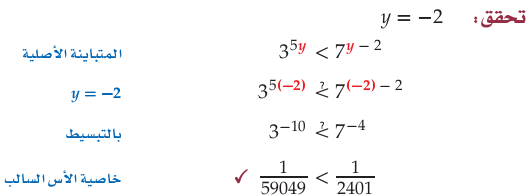 تحقق: y = −2
المتباينة الأصلية 3^{5y} < 7^{y − 2}
y = −2 3^{5(−2)} <? 7^{(−2) − 2}
بالتبسيط 3^{−10} <? 7^{−4}
خاصية الأس السالب 1/59049 < 1/2401 ✓